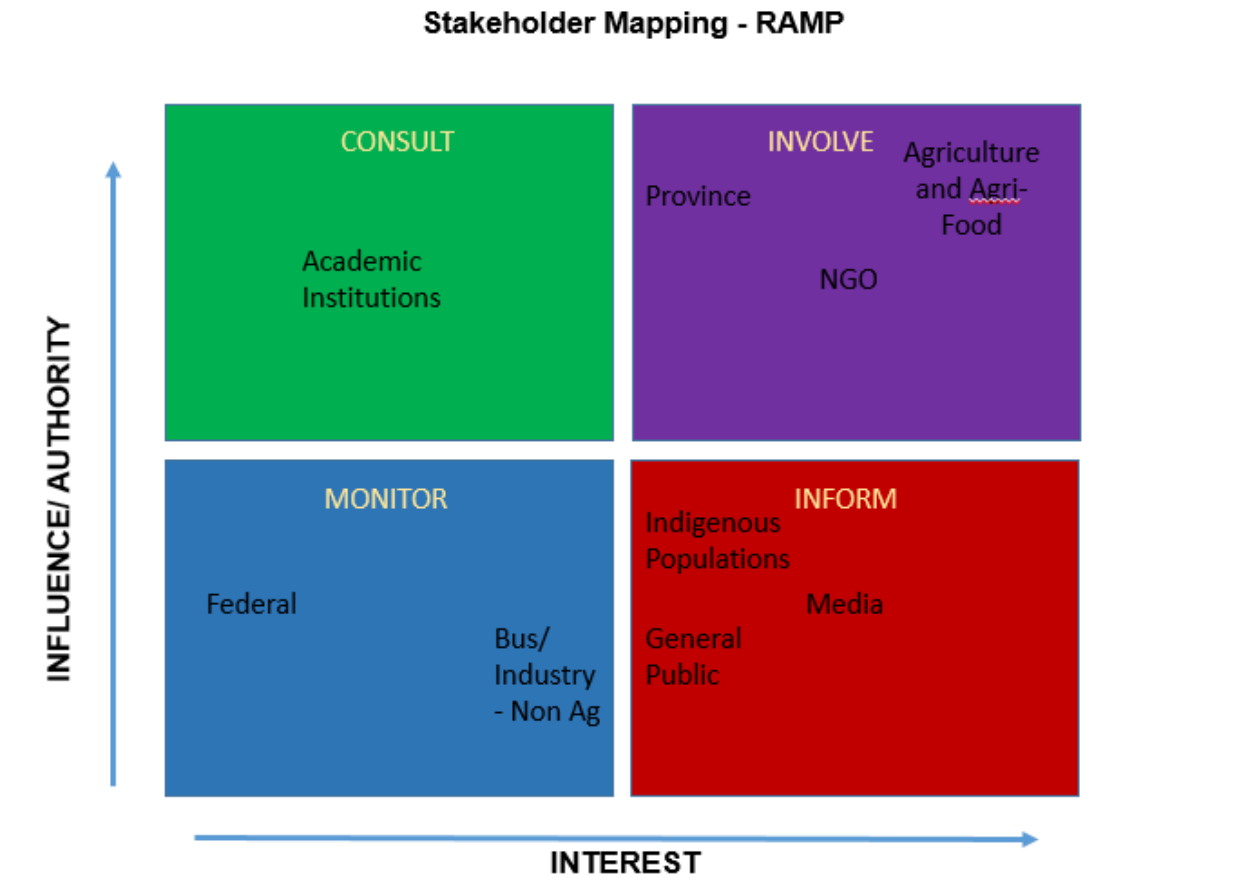 Stakeholder Mapping - RAMP
INFLUENCE/ AUTHORITY
CONSULT
Academic
Institutions
INVOLVE
Agriculture
and Agri-
Food
Province
NGO
MONITOR
Federal
Bus/
Industry
- Non Ag
INFORM
Indigenous
Populations
Media
General
Public
INTEREST